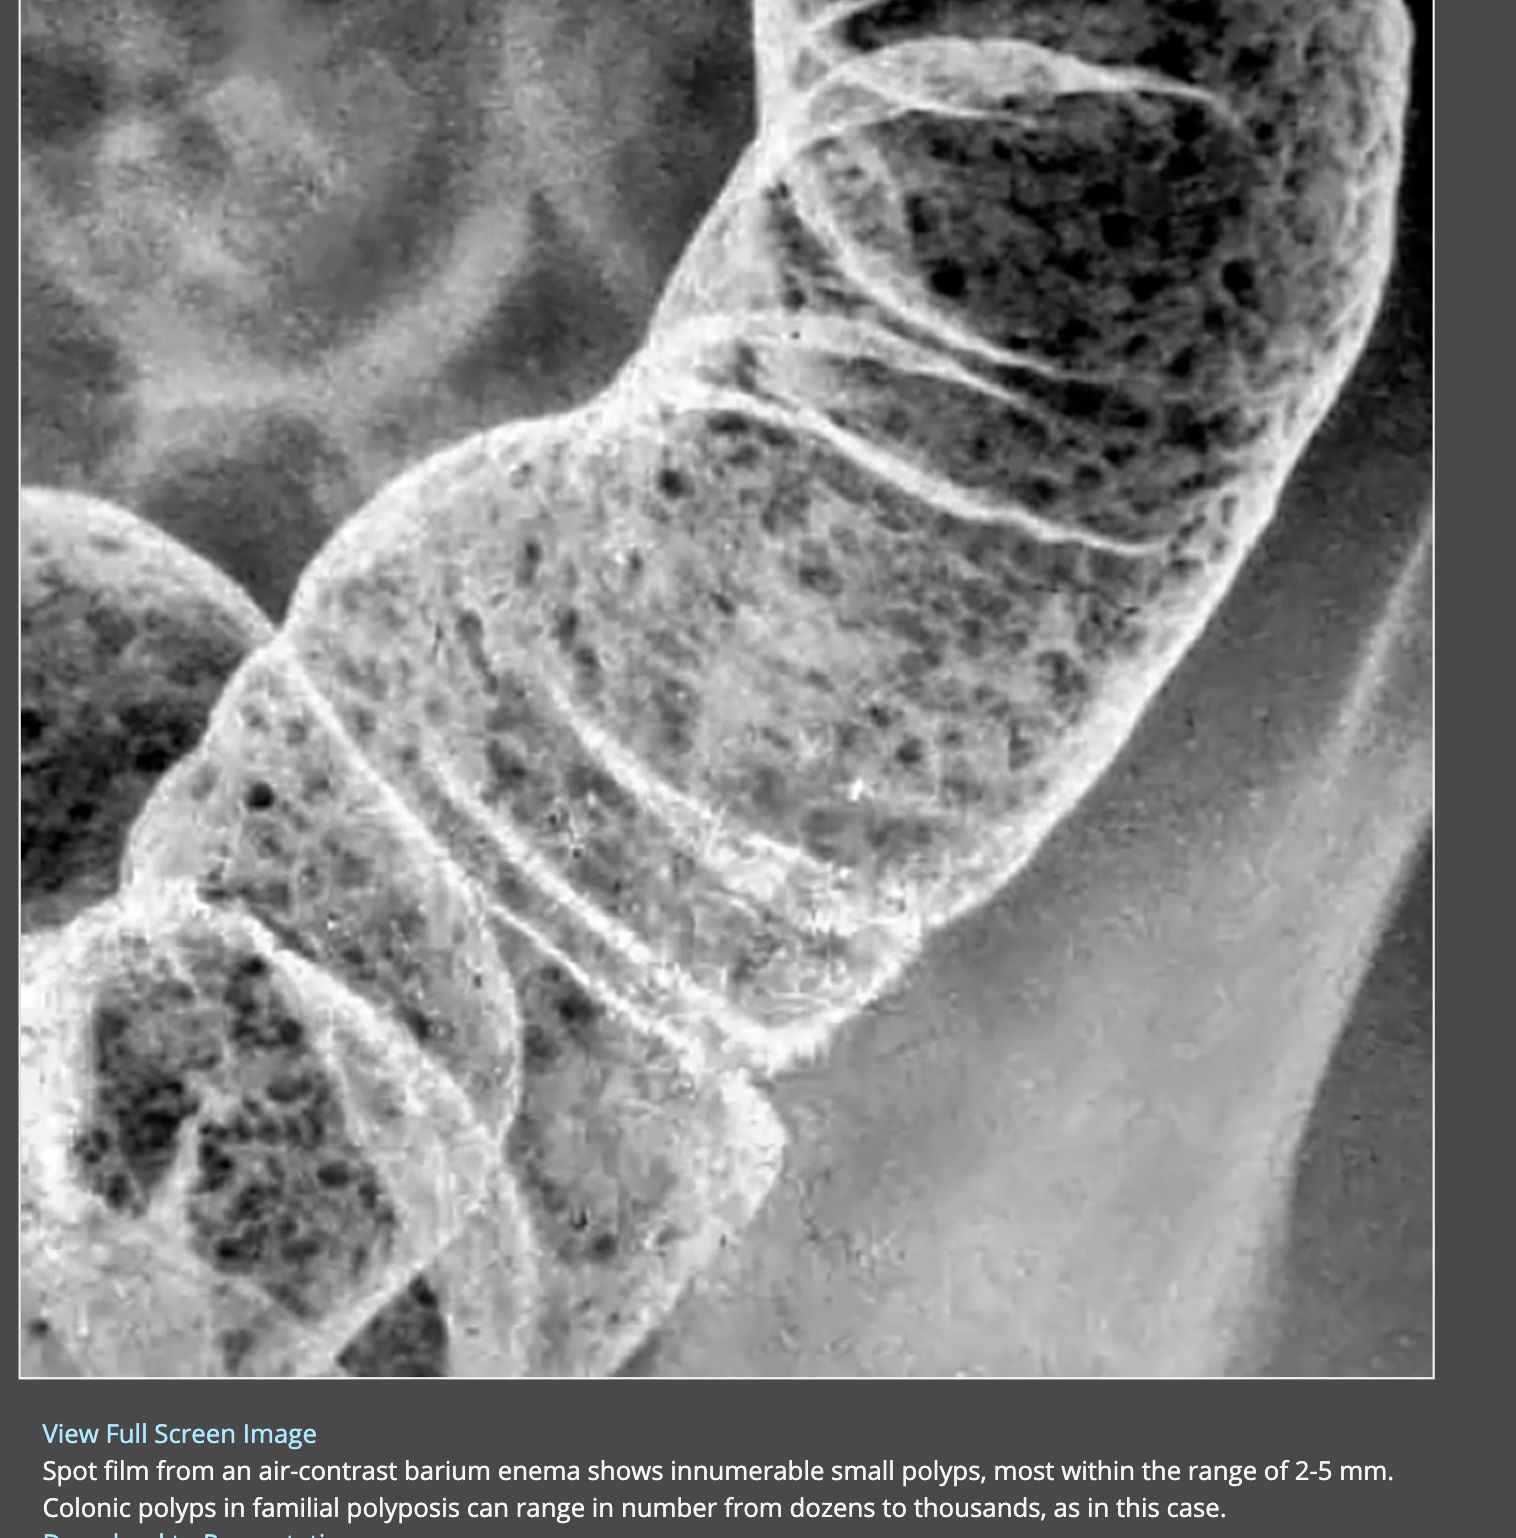 View Full Screen Image
Spot film from an air-contrast barium enema shows innumerable small polyps, most within the range of 2-5 mm.
Colonic polyps in familial polyposis can range in number from dozens to thousands, as in this case.